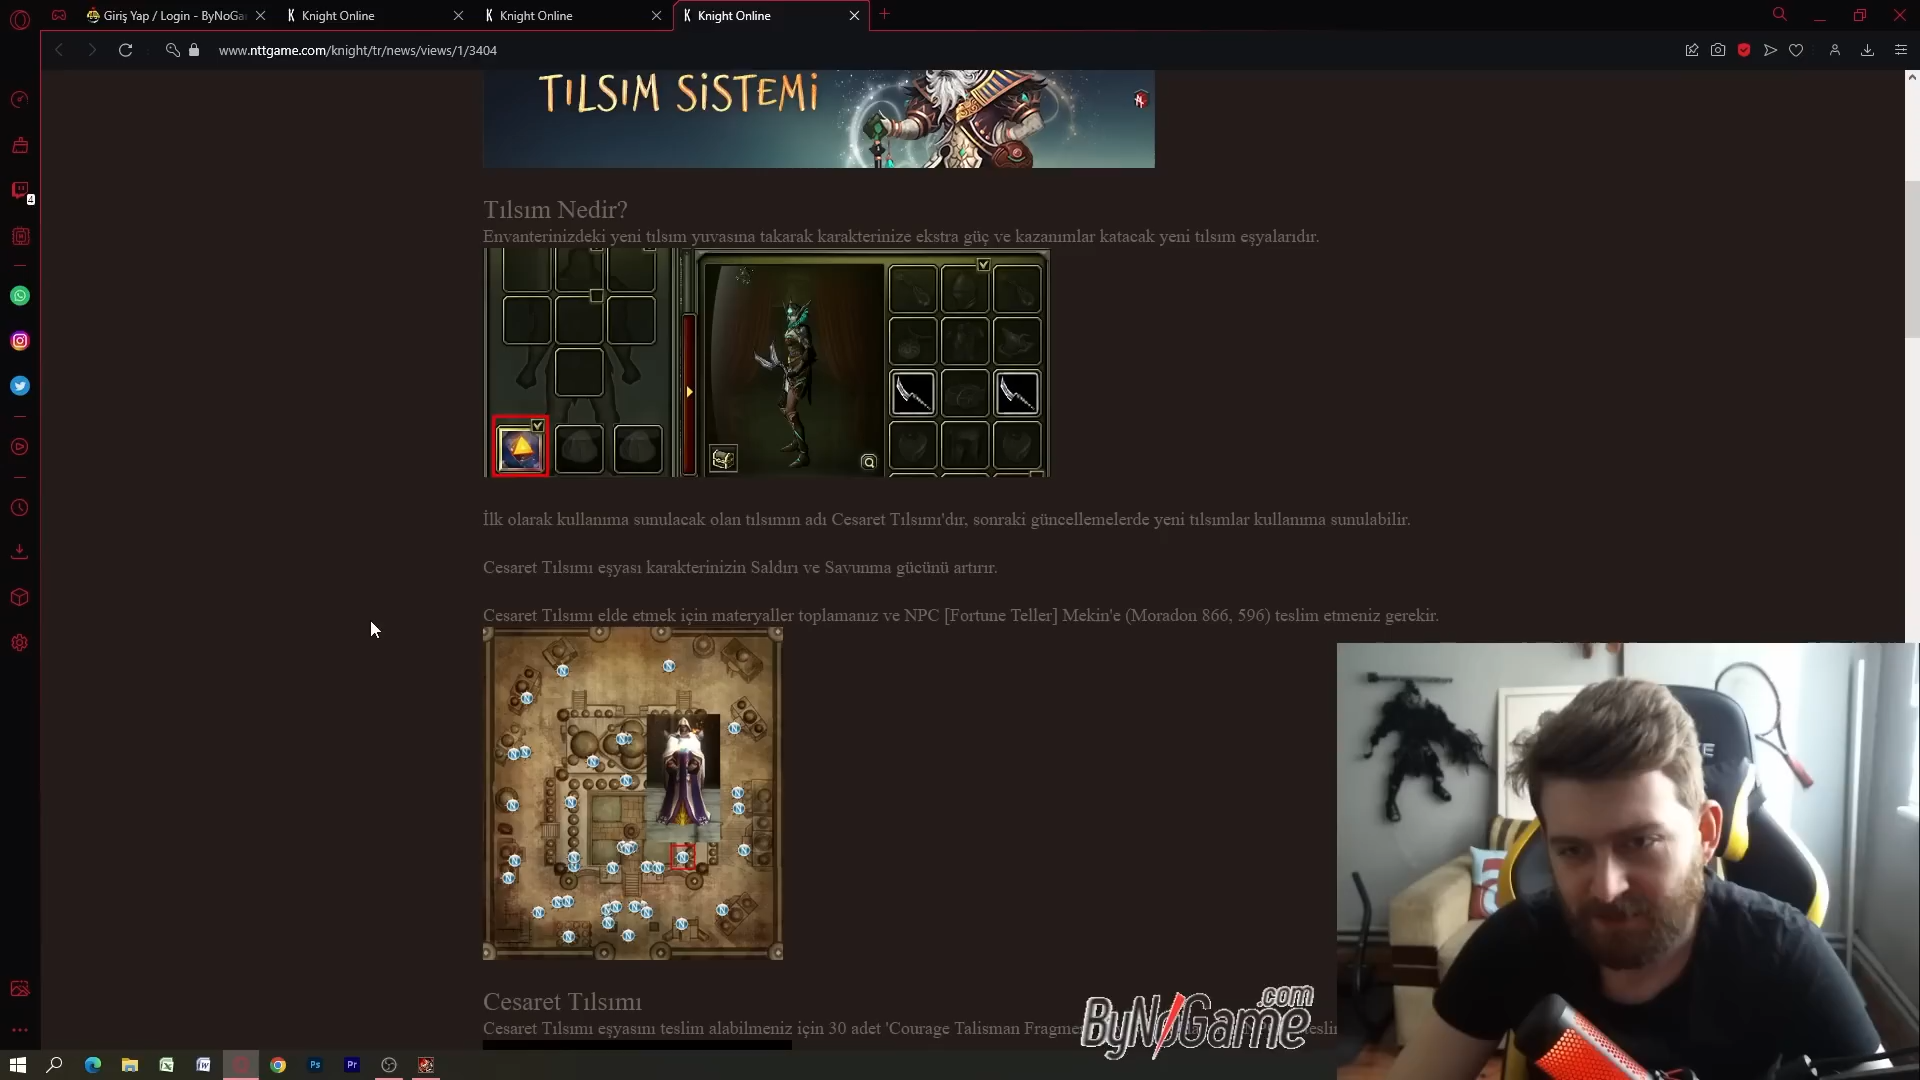 Giriş Yap / Login - ByNoGa
Knight Online
Knight Online
Knight Online
www.nttgame.com/knight/tr/news/views/1/3404
4
TILSIM SİSTEMİ
Tılsım Nedir?
Envanterinizdeki yeni tılsım yuvasına takarak karakterinize ekstra güç ve kazanımlar katacak yeni tılsım eşyalarıdır.
İlk olarak kullanıma sunulacak olan tılsımın adı Cesaret Tılsımı'dır, sonraki güncellemelerde yeni tılsımlar kullanıma sunulabilir.
Cesaret Tılsımı eşyası karakterinizin Saldırı ve Savunma gücünü artırır.
Cesaret Tılsımı elde etmek için materyaller toplamanız ve NPC [Fortune Teller] Mekin'e (Moradon 866, 596) teslim etmeniz gerekir.
Cesaret Tılsımı
Cesaret Tılsımı eşyasını teslim alabilmeniz için 30 adet 'Courage Talisman Fragme
ByNoGame
.com
Ps
Pr